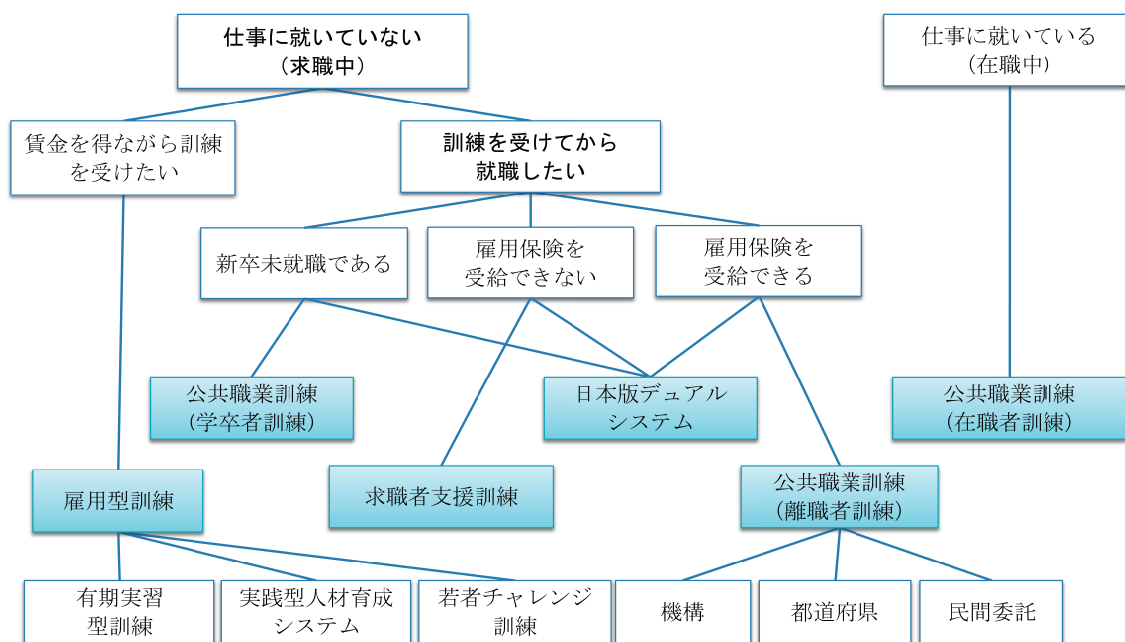 仕事に就いていない
(求職中)
仕事に就いている
(在職中)
賃金を得ながら訓練
を受けたい
訓練を受けてから
就職したい
新卒未就職である
雇用保険を
受給できない
雇用保険を
受給できる
公共職業訓練
(学卒者訓練)
日本版デュアル
システム
公共職業訓練
(在職者訓練)
雇用型訓練
求職者支援訓練
公共職業訓練
(離職者訓練)
有期実習
型訓練
実践型人材育成
システム
若者チャレンジ
訓練
機構
都道府県
民間委託